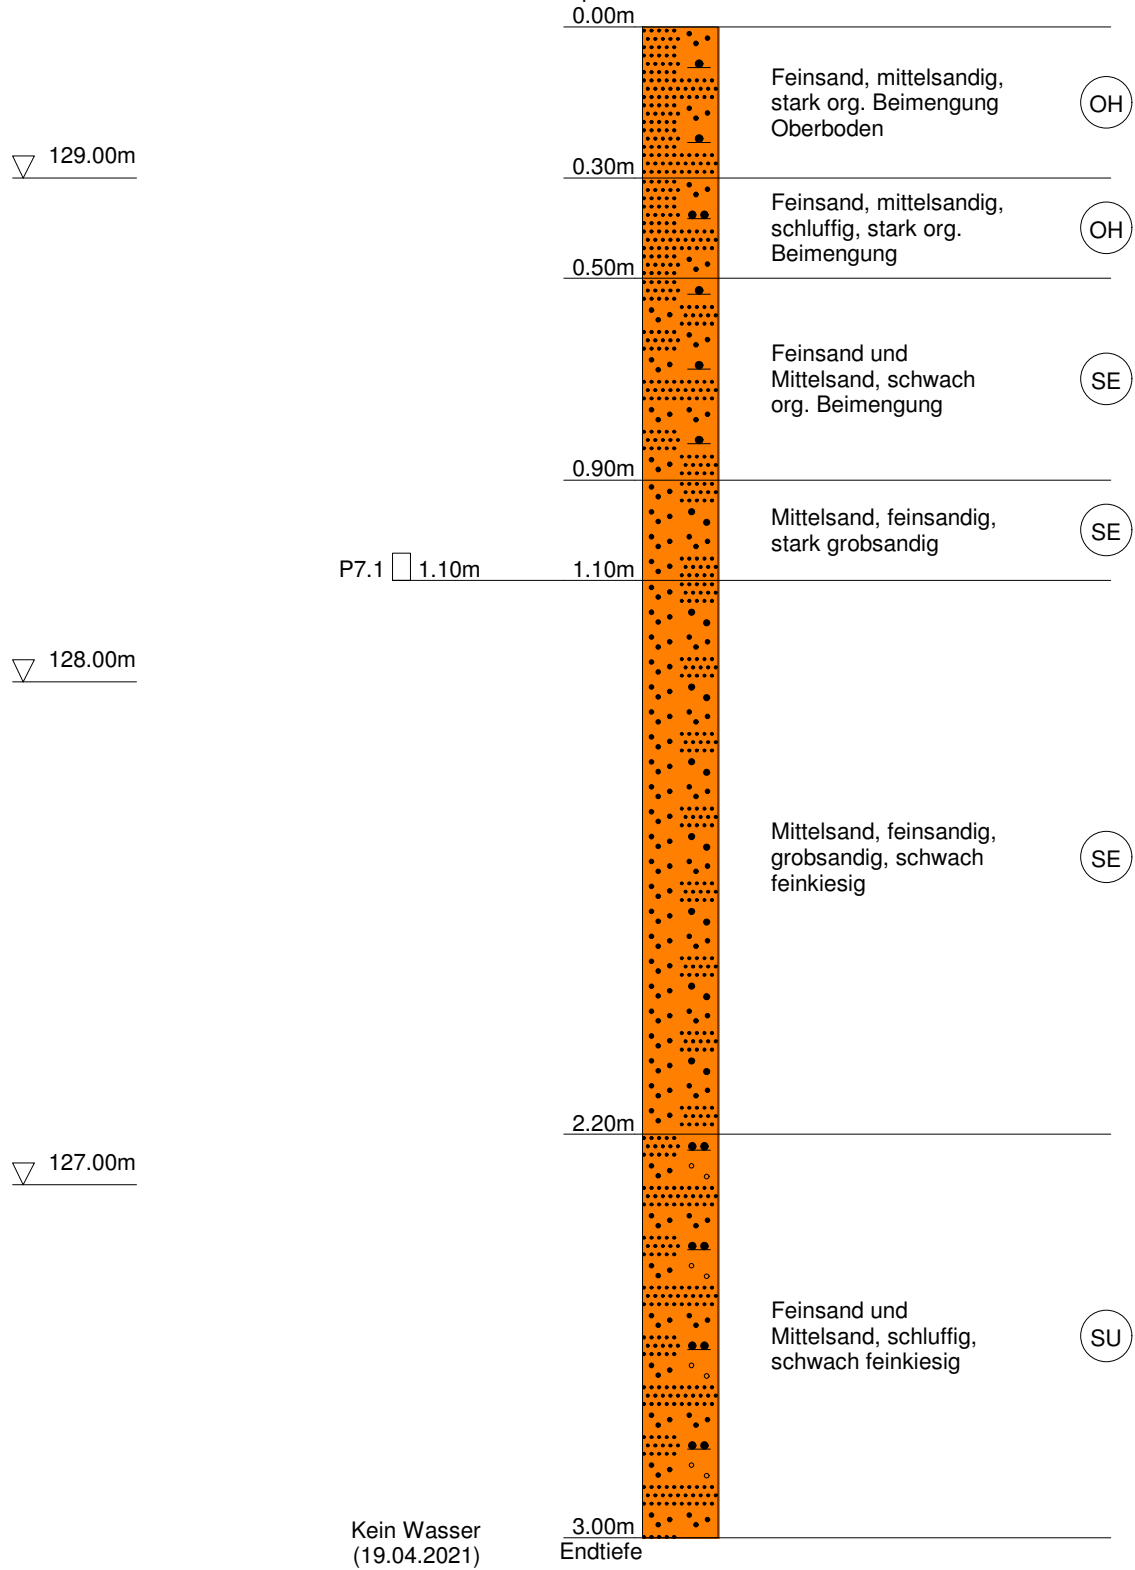 0.00m
Feinsand, mittelsandig,
stark org. Beimengung
Oberboden
OH
129.00m
0.30m
Feinsand, mittelsandig,
schluffig, stark org.
Beimengung
OH
0.50m
Feinsand und
Mittelsand, schwach
org. Beimengung
SE
0.90m
Mittelsand, feinsandig,
stark grobsandig
SE
P7.1 1.10m
1.10m
128.00m
Mittelsand, feinsandig,
grobsandig, schwach
feinkiesig
SE
2.20m
127.00m
Feinsand und
Mittelsand, schluffig,
schwach feinkiesig
SU
Kein Wasser
(19.04.2021)
3.00m
Endtiefe